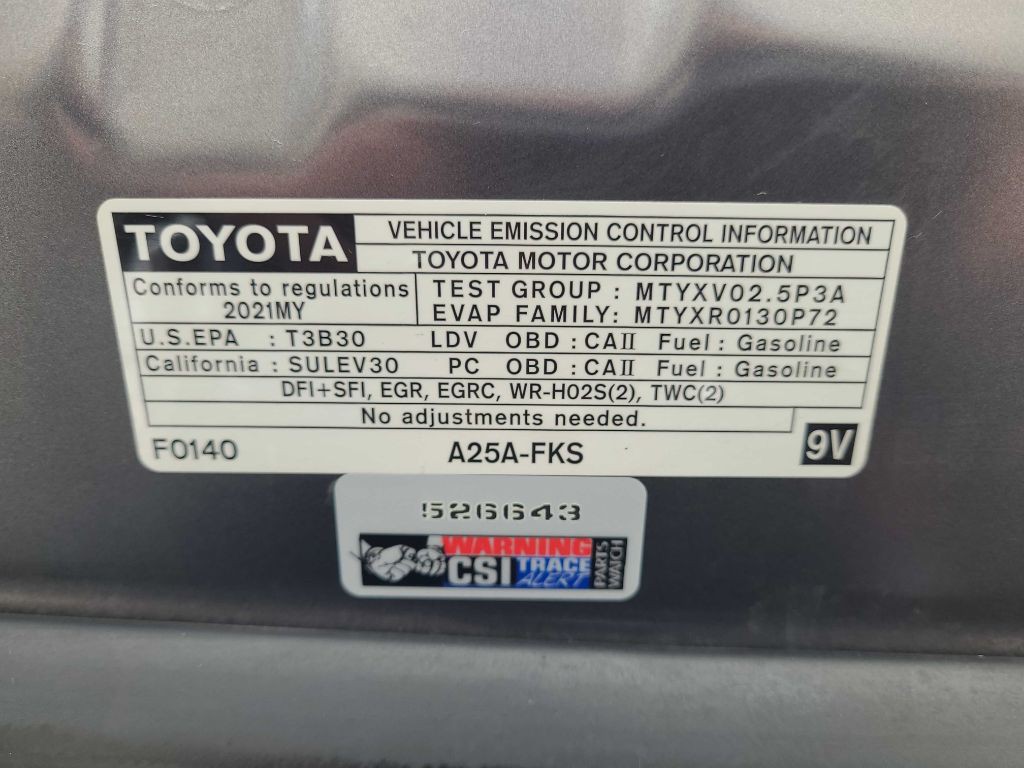 TOYOTA
VEHICLE EMISSION CONTROL INFORMATION
TOYOTA MOTOR CORPORATION
Conforms to regulations
2021MY
TEST GROUP : MTYXV02.5P3A
EVAP FAMILY: MTYXR0130P72
U.S.EPA : T3B30 LDV OBD : CAII Fuel : Gasoline
California : SULEV30 PC OBD : CAII Fuel : Gasoline
DFI+SFI, EGR, EGRC, WR-HO2S(2), TWC(2)
No adjustments needed.
F0140 A25A-FKS 9V
526643
WARNING
CSI TRACE
ALERT
PARTS
WATCH